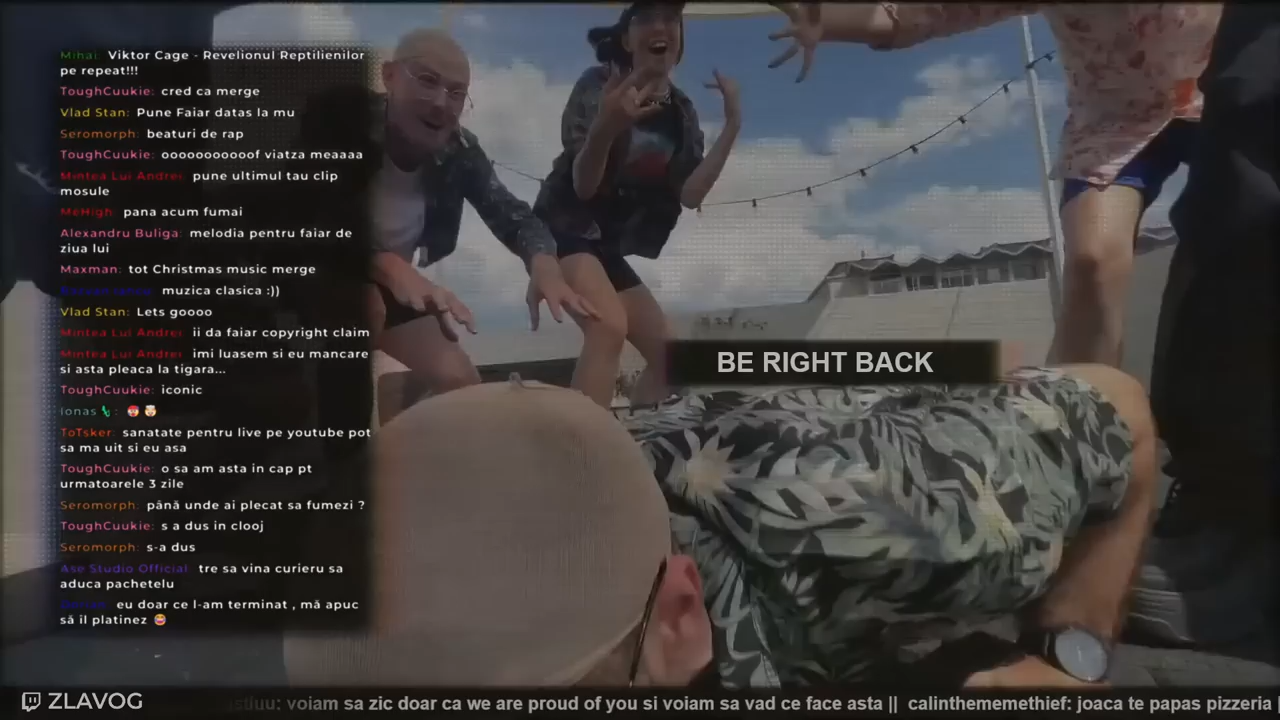 Mihai: Viktor Cage - Revelionul Reptilienilor
pe repeat!!!
ToughCuukie: cred ca merge
Vlad Stan: Pune Faiar datas la mu
Seromorph: beaturi de rap
ToughCuukie: ooooooooooof viatza meaaaa
Mintea Lui Andrei: pune ultimul tau clip
mosule
MeHigh: pana acum fumai
Alexandru Buliga: melodia pentru faiar de
ziua lui
Maxman: tot Christmas music merge
muzica clasica :))
Vlad Stan: Lets goooo
Mintea Lui Andrei: ii da faiar copyright claim
Mintea Lui Andrei: imi luasem si eu mancare
si asta pleaca la tigara...
ToughCuukie: iconic
Ionas :
ToTsker: sanatate pentru live pe youtube pot
sa ma uit si eu asa
ToughCuukie: o sa am asta in cap pt
urmatoarele 3 zile
Seromorph: până unde ai plecat sa fumezi ?
ToughCuukie: s a dus in clooj
Seromorph: s-a dus
Ase Studio Official: tre sa vina curieru sa
aduca pachetelu
eu doar ce l-am terminat , mă apuc
să îl platinez
BE RIGHT BACK
ZLAVOG
voiam sa zic doar ca we are proud of you si voiam sa vad ce face asta || calinthememethief: joaca te papas pizzeria